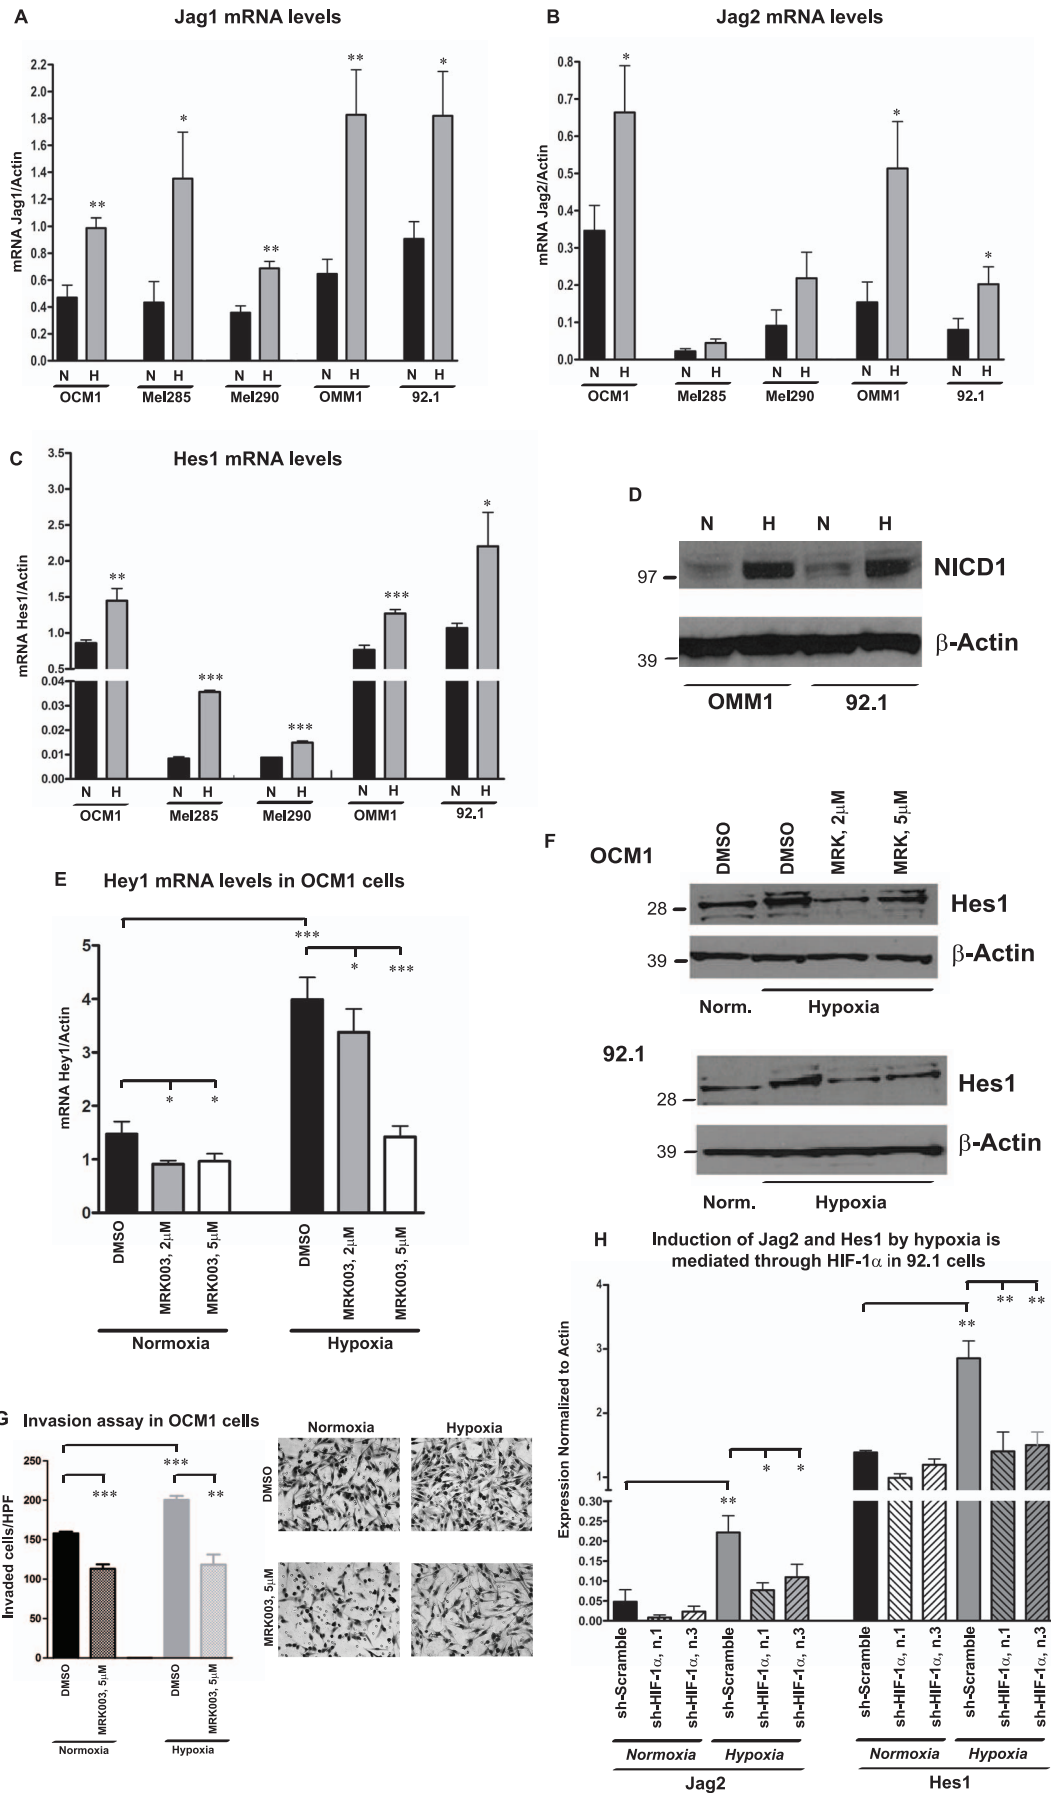 A
Jag1 mRNA levels
mRNA Jag1/Actin
2.2
2.0
1.8
1.6
1.4
1.2
1.0
0.8
0.6
0.4
0.2
0.0
** * ** ** *
N H N H N H N H N H
OCM1 Mel285 Mel290 OMM1 92.1
B
Jag2 mRNA levels
mRNA Jag2/Actin
0.8
0.7
0.6
0.5
0.4
0.3
0.2
0.1
0.0
* * *
N H N H N H N H N H
OCM1 Mel285 Mel290 OMM1 92.1
C
Hes1 mRNA levels
mRNA Hes1/Actin
3.5
3.0
2.5
2.0
1.5
1.0
0.5
0.04
0.03
0.02
0.01
0.00
** *** *** *** *
N H N H N H N H N H
OCM1 Mel285 Mel290 OMM1 92.1
D
N H N H
97
NICD1
39
β-Actin
OMM1 92.1
E
Hey1 mRNA levels in OCM1 cells
mRNA Hey1/Actin
5
4
3
2
1
0
***
* ***
* *
DMSO
MRK003, 2µM
MRK003, 5µM
DMSO
MRK003, 2µM
MRK003, 5µM
Normoxia Hypoxia
F
OCM1
DMSO
DMSO
MRK, 2µM
MRK, 5µM
28
Hes1
39
β-Actin
Norm. Hypoxia
92.1
28
Hes1
39
β-Actin
Norm. Hypoxia
G
Invasion assay in OCM1 cells
Invaded cells/HPF
250
200
150
100
50
0
***
*** **
DMSO
MRK003, 5µM
DMSO
MRK003, 5µM
Normoxia Hypoxia
Normoxia Hypoxia
DMSO
MRK003, 5µM
H
Induction of Jag2 and Hes1 by hypoxia is
mediated through HIF-1α in 92.1 cells
Expression Normalized to Actin
4
3
2
1
0.30
0.25
0.20
0.15
0.10
0.05
0.00
** * *
** ** **
sh-Scramble
sh-HIF-1α, n.1
sh-HIF-1α, n.3
sh-Scramble
sh-HIF-1α, n.1
sh-HIF-1α, n.3
sh-Scramble
sh-HIF-1α, n.1
sh-HIF-1α, n.3
sh-Scramble
sh-HIF-1α, n.1
sh-HIF-1α, n.3
Normoxia Hypoxia Normoxia Hypoxia
Jag2 Hes1